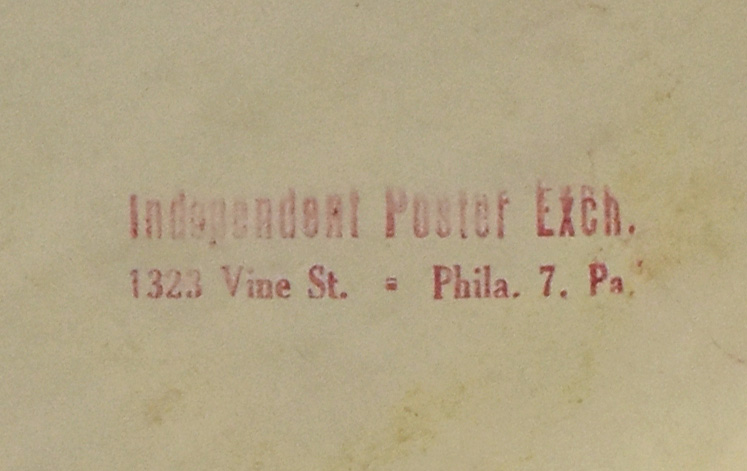 Independent Poster Exch.
1323 Vine St. = Phila. 7. Pa.